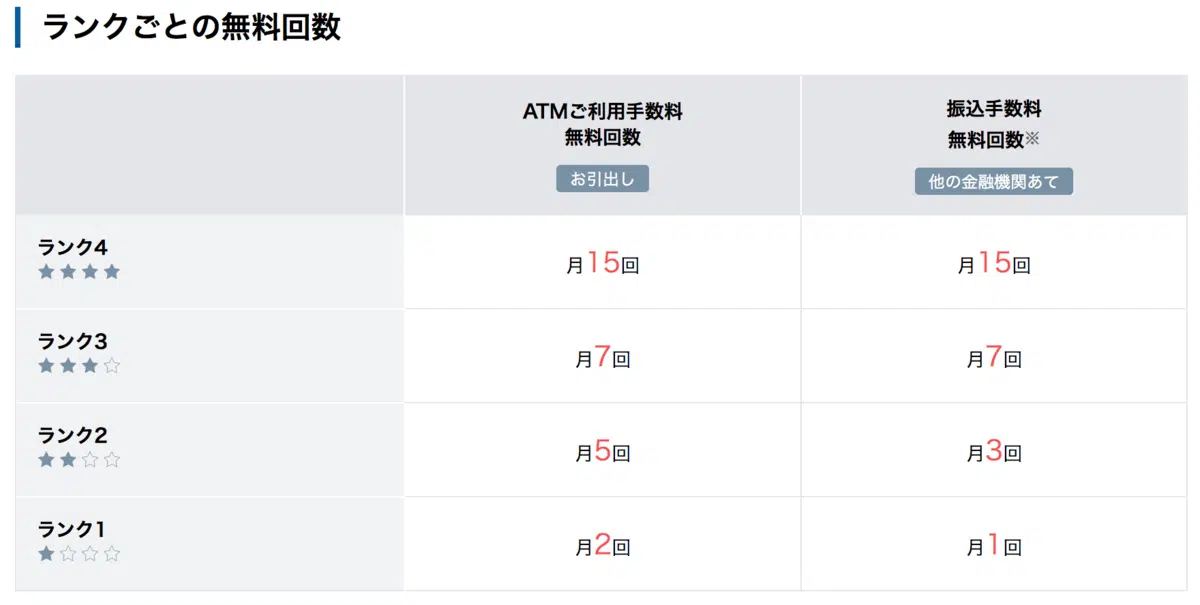 ランクごとの無料回数
ATMご利用手数料
無料回数
お引出し
振込手数料
無料回数※
他の金融機関あて
ランク4
★★★★
月15回
月15回
ランク3
★★★☆
月7回
月7回
ランク2
★★☆☆
月5回
月3回
ランク1
★☆☆☆
月2回
月1回